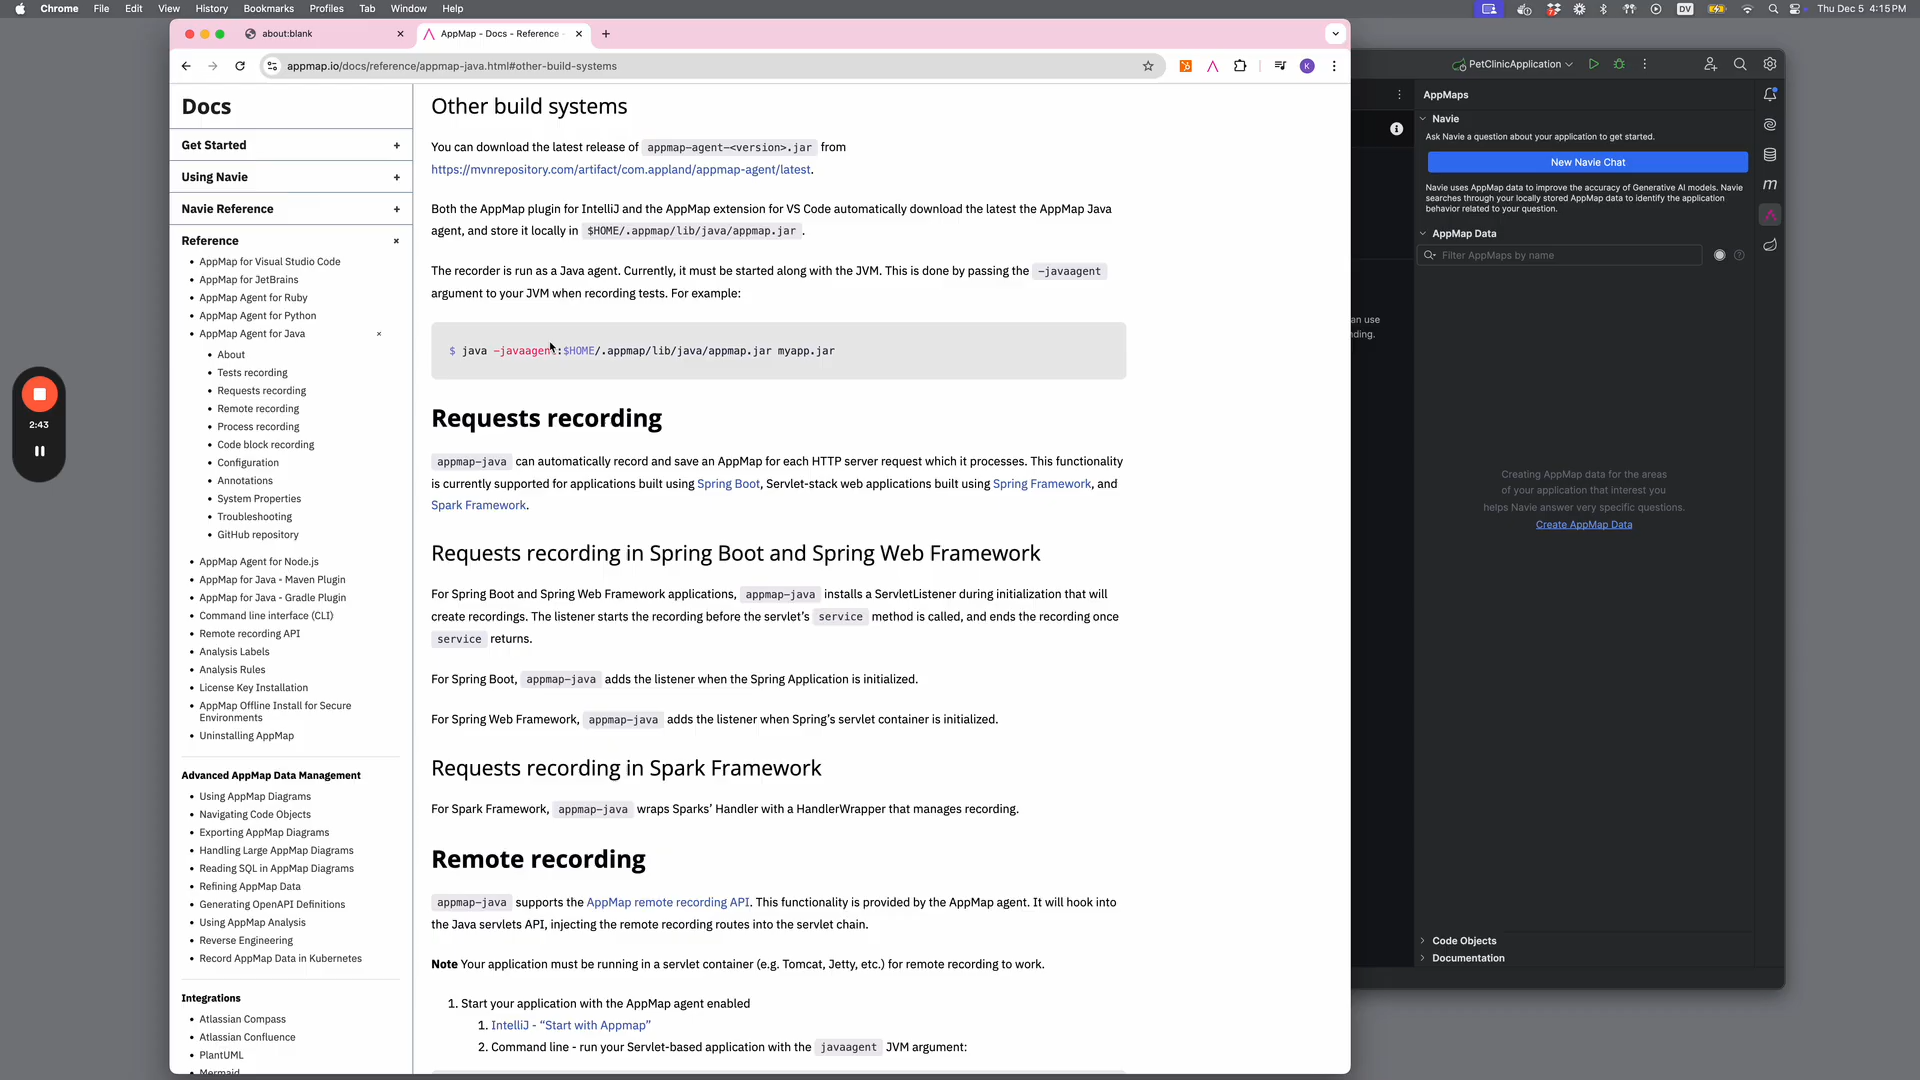 Chrome File Edit View History Bookmarks Profiles Tab Window Help
DV
Thu Dec 5 4:15 PM
about:blank
AppMap - Docs - Reference -
appmap.io/docs/reference/appmap-java.html#other-build-systems
K
2:43
Docs
Get Started +
Using Navie +
Navie Reference +
Reference ×
AppMap for Visual Studio Code
AppMap for JetBrains
AppMap Agent for Ruby
AppMap Agent for Python
AppMap Agent for Java ×
About
Tests recording
Requests recording
Remote recording
Process recording
Code block recording
Configuration
Annotations
System Properties
Troubleshooting
GitHub repository
AppMap Agent for Node.js
AppMap for Java - Maven Plugin
AppMap for Java - Gradle Plugin
Command line interface (CLI)
Remote recording API
Analysis Labels
Analysis Rules
License Key Installation
AppMap Offline Install for Secure
Environments
Uninstalling AppMap
Advanced AppMap Data Management
Using AppMap Diagrams
Navigating Code Objects
Exporting AppMap Diagrams
Handling Large AppMap Diagrams
Reading SQL in AppMap Diagrams
Refining AppMap Data
Generating OpenAPI Definitions
Using AppMap Analysis
Reverse Engineering
Record AppMap Data in Kubernetes
Integrations
Atlassian Compass
Atlassian Confluence
PlantUML
Mermaid
Other build systems
You can download the latest release of appmap-agent-<version>.jar from
https://mvnrepository.com/artifact/com.appland/appmap-agent/latest.
Both the AppMap plugin for IntelliJ and the AppMap extension for VS Code automatically download the latest the AppMap Java
agent, and store it locally in $HOME/.appmap/lib/java/appmap.jar .
The recorder is run as a Java agent. Currently, it must be started along with the JVM. This is done by passing the -javaagent
argument to your JVM when recording tests. For example:
$ java -javaagent:$HOME/.appmap/lib/java/appmap.jar myapp.jar
Requests recording
appmap-java can automatically record and save an AppMap for each HTTP server request which it processes. This functionality
is currently supported for applications built using Spring Boot, Servlet-stack web applications built using Spring Framework, and
Spark Framework.
Requests recording in Spring Boot and Spring Web Framework
For Spring Boot and Spring Web Framework applications, appmap-java installs a ServletListener during initialization that will
create recordings. The listener starts the recording before the servlet’s service method is called, and ends the recording once
service returns.
For Spring Boot, appmap-java adds the listener when the Spring Application is initialized.
For Spring Web Framework, appmap-java adds the listener when Spring’s servlet container is initialized.
Requests recording in Spark Framework
For Spark Framework, appmap-java wraps Sparks’ Handler with a HandlerWrapper that manages recording.
Remote recording
appmap-java supports the AppMap remote recording API. This functionality is provided by the AppMap agent. It will hook into
the Java servlets API, injecting the remote recording routes into the servlet chain.
Note Your application must be running in a servlet container (e.g. Tomcat, Jetty, etc.) for remote recording to work.
1. Start your application with the AppMap agent enabled
1. IntelliJ - “Start with Appmap”
2. Command line - run your Servlet-based application with the javaagent JVM argument:
PetClinicApplication
AppMaps
Navie
Ask Navie a question about your application to get started.
New Navie Chat
Navie uses AppMap data to improve the accuracy of Generative AI models. Navie
searches through your locally stored AppMap data to identify the application
behavior related to your question.
AppMap Data
Filter AppMaps by name
an use
nding.
Creating AppMap data for the areas
of your application that interest you
helps Navie answer very specific questions.
Create AppMap Data
Code Objects
Documentation
m